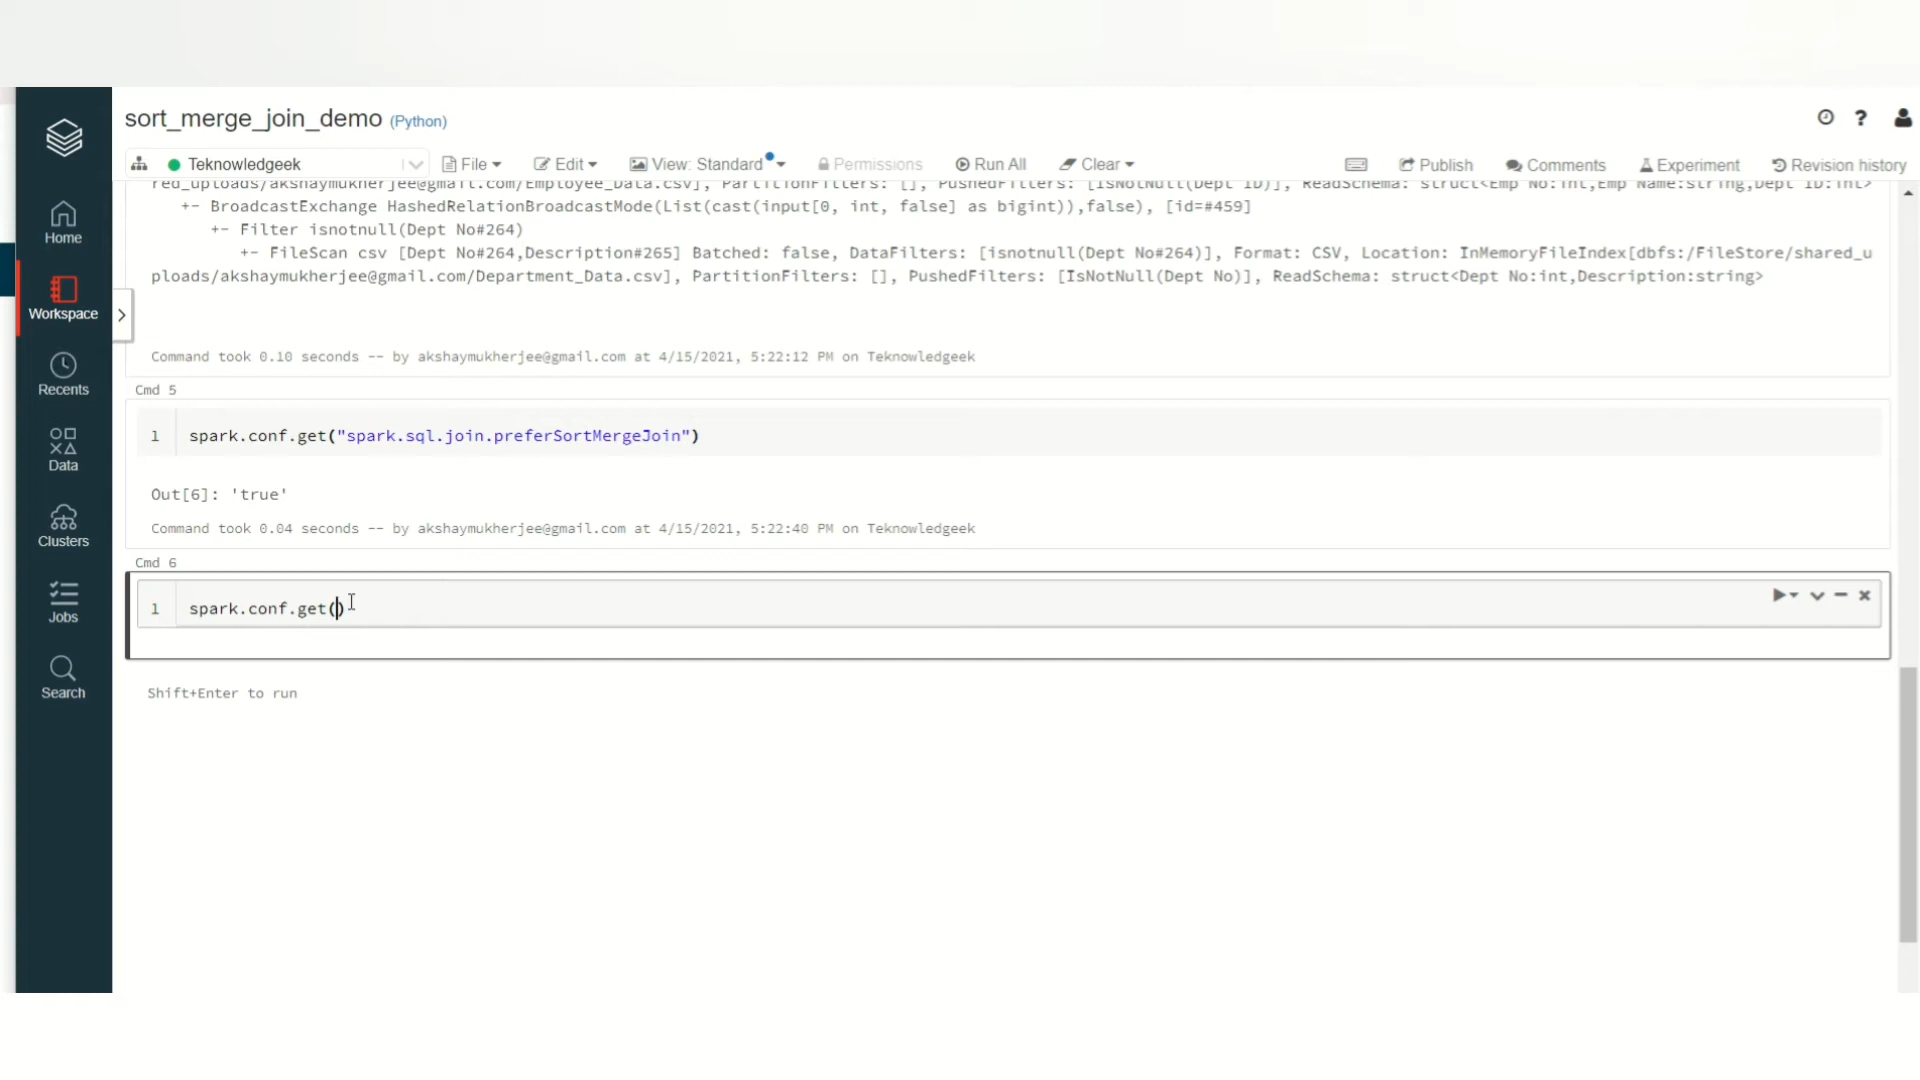 sort_merge_join_demo (Python)
Teknowledgeek File Edit View: Standard Permissions Run All Clear Publish Comments Experiment Revision history
red_uploads/akshaymukherjee@gmail.com/Employee_Data.csv], PartitionFilters: [], PushedFilters: [IsNotNull(Dept ID)], ReadSchema: struct<Emp No:int,Emp Name:string,Dept ID:int>
+- BroadcastExchange HashedRelationBroadcastMode(List(cast(input[0, int, false] as bigint)),false), [id=#459]
+- Filter isnotnull(Dept No#264)
+- FileScan csv [Dept No#264,Description#265] Batched: false, DataFilters: [isnotnull(Dept No#264)], Format: CSV, Location: InMemoryFileIndex[dbfs:/FileStore/shared_u
ploads/akshaymukherjee@gmail.com/Department_Data.csv], PartitionFilters: [], PushedFilters: [IsNotNull(Dept No)], ReadSchema: struct<Dept No:int,Description:string>
Command took 0.10 seconds -- by akshaymukherjee@gmail.com at 4/15/2021, 5:22:12 PM on Teknowledgeek
Cmd 5
1 spark.conf.get("spark.sql.join.preferSortMergeJoin")
Out[6]: 'true'
Command took 0.04 seconds -- by akshaymukherjee@gmail.com at 4/15/2021, 5:22:40 PM on Teknowledgeek
Cmd 6
1 spark.conf.get()
Shift+Enter to run
Home
Workspace
Recents
Data
Clusters
Jobs
Search